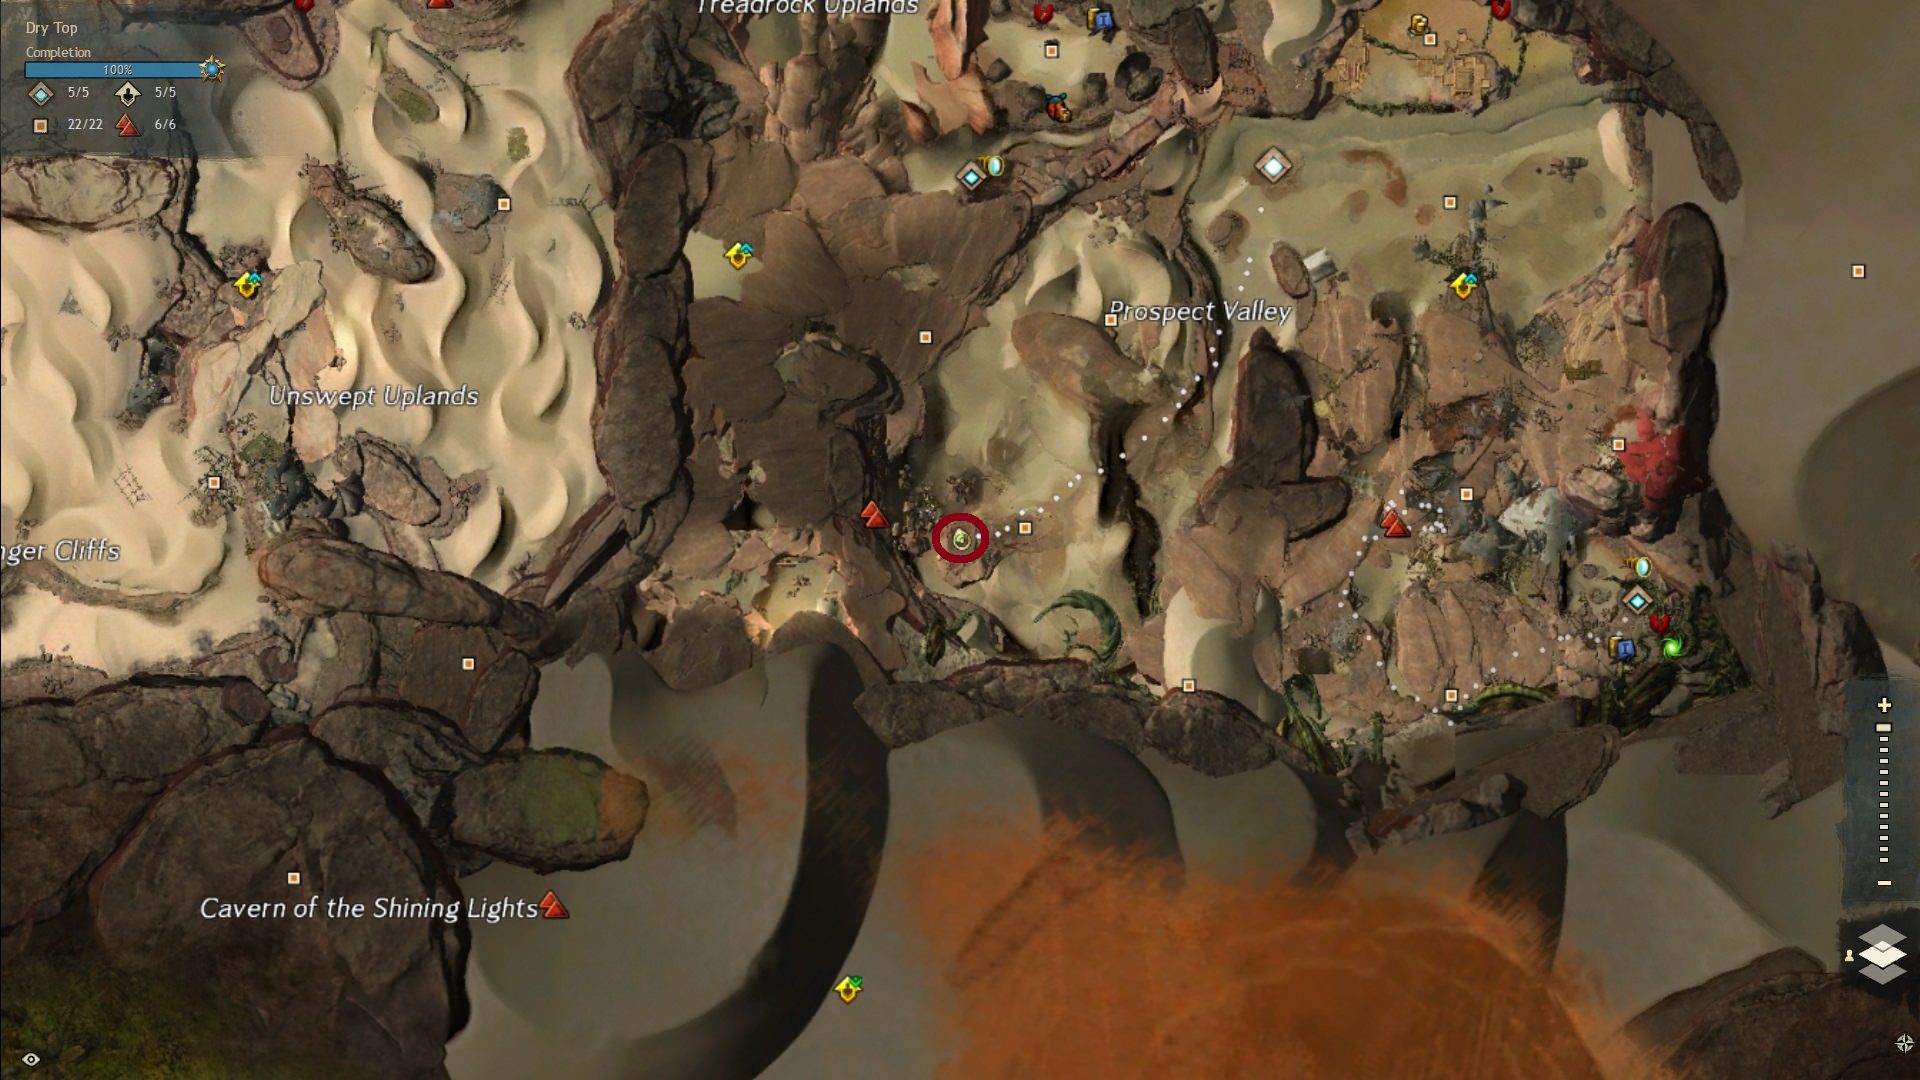 Treadrock Uplands
Dry Top
Completion
100%
5/5 5/5
22/22 6/6
Prospect Valley
Unswept Uplands
nger Cliffs
Cavern of the Shining Lights